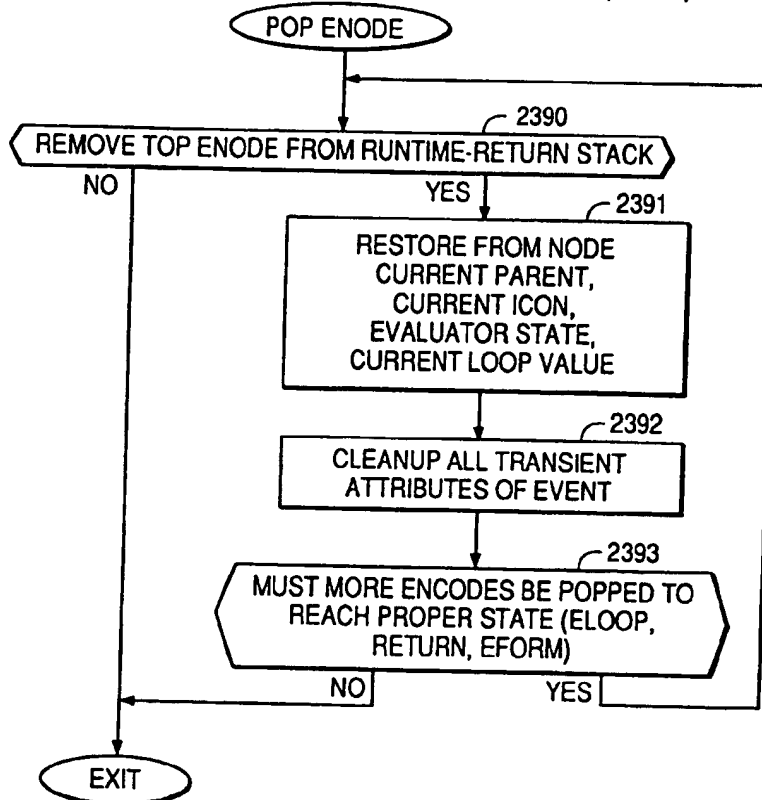 POP ENODE
2390
REMOVE TOP ENODE FROM RUNTIME-RETURN STACK
NO
YES
2391
RESTORE FROM NODE
CURRENT PARENT,
CURRENT ICON,
EVALUATOR STATE,
CURRENT LOOP VALUE
2392
CLEANUP ALL TRANSIENT
ATTRIBUTES OF EVENT
2393
MUST MORE ENCODES BE POPPED TO
REACH PROPER STATE (ELOOP,
RETURN, EFORM)
NO
YES
EXIT